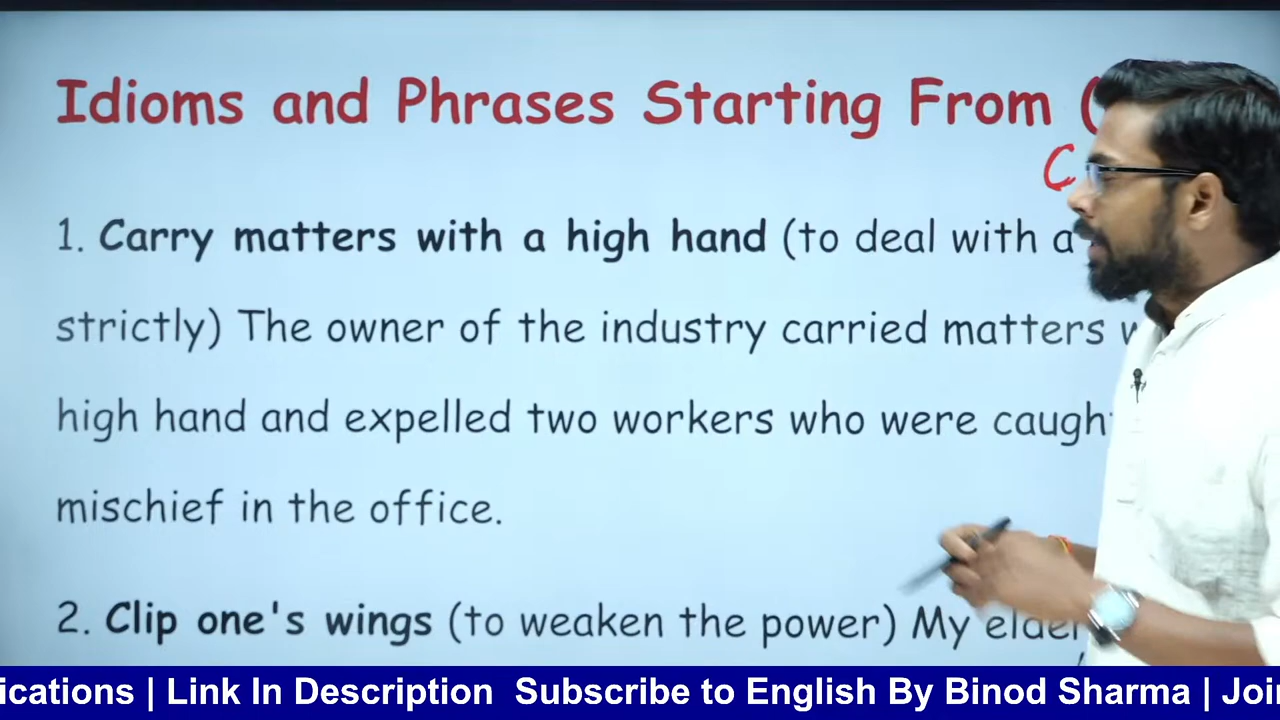 Idioms and Phrases Starting From (
C
1. Carry matters with a high hand (to deal with a
strictly) The owner of the industry carried matters
high hand and expelled two workers who were caught
mischief in the office.
2. Clip one's wings (to weaken the power) My elder
ications | Link In Description Subscribe to English By Binod Sharma | Joi